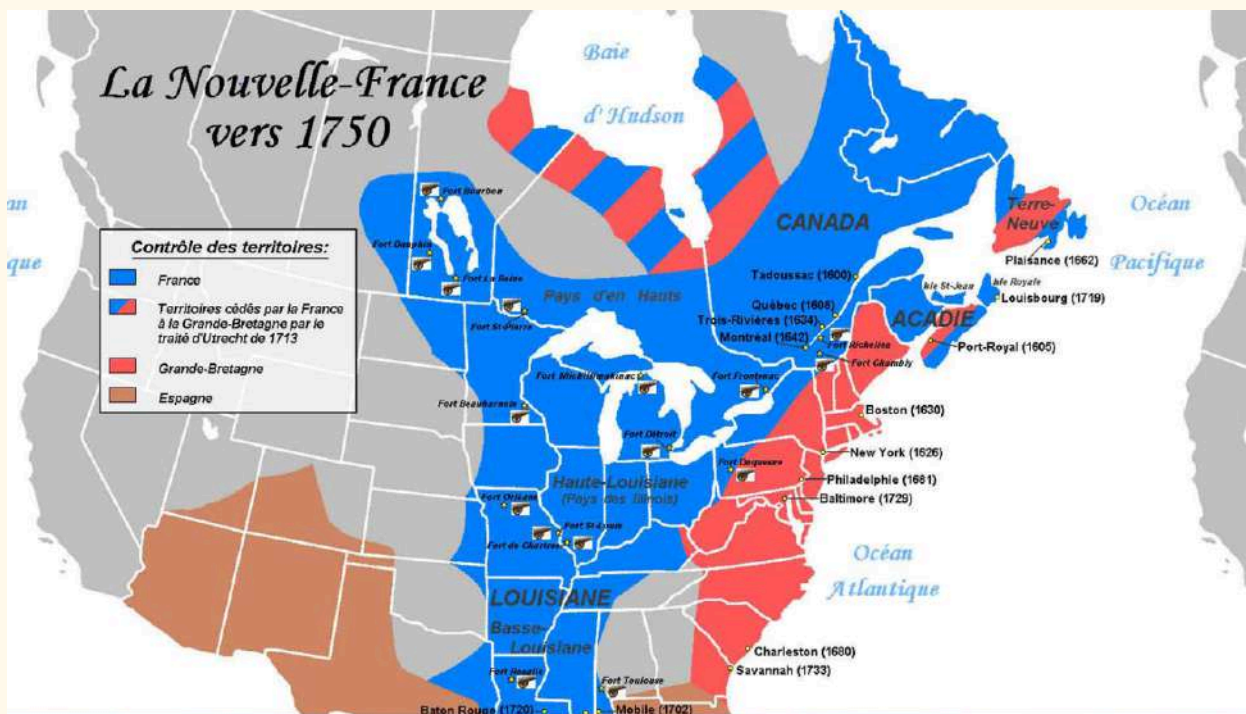 La Nouvelle-France
vers 1750
Baie
d'Hudson
an
que
Contrôle des territoires:
France
Territoires cédés par la France
à la Grande-Bretagne par le
traité d'Utrecht de 1713
Grande-Bretagne
Espagne
Fort Bourbon
Fort Dauphin
Fort La Reine
Fort St-Pierre
Pays d'en Hauts
CANADA
Terre-
Neuve
Océan
Pacifique
Plaisance (1662)
Tadoussac (1600)
Isle Royale
Isle St-Jean
Louisbourg (1719)
Québec (1608)
Trois-Rivières (1634)
ACADIE
Montréal (1642)
Fort Richelieu
Port-Royal (1605)
Fort Chambly
Fort Michilimakinac
Fort Frontenac
Fort Beauharnois
Boston (1630)
Fort Détroit
New York (1626)
Fort Duquesne
Haute-Louisiane
(Pays des Illinois)
Philadelphie (1681)
Baltimore (1729)
Fort Orléans
Fort St-Louis
Fort de Chartres
Océan
Atlantique
LOUISIANE
Basse-
Louisiane
Charleston (1680)
Savannah (1733)
Fort Rosalie
Fort Toulouse
Baton Rouge (1720)
Mobile (1702)